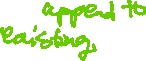 append to
existing,